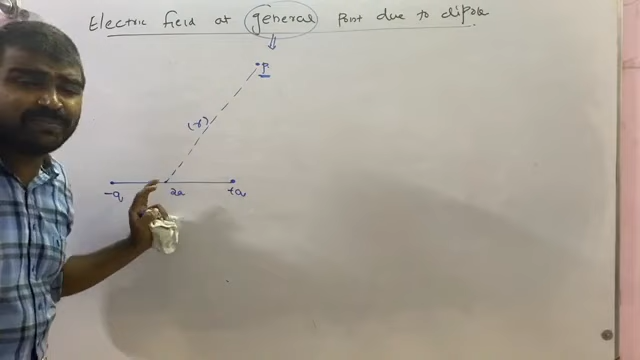 Electric field at general point due to dipole
P
(r)
-q 2a +q